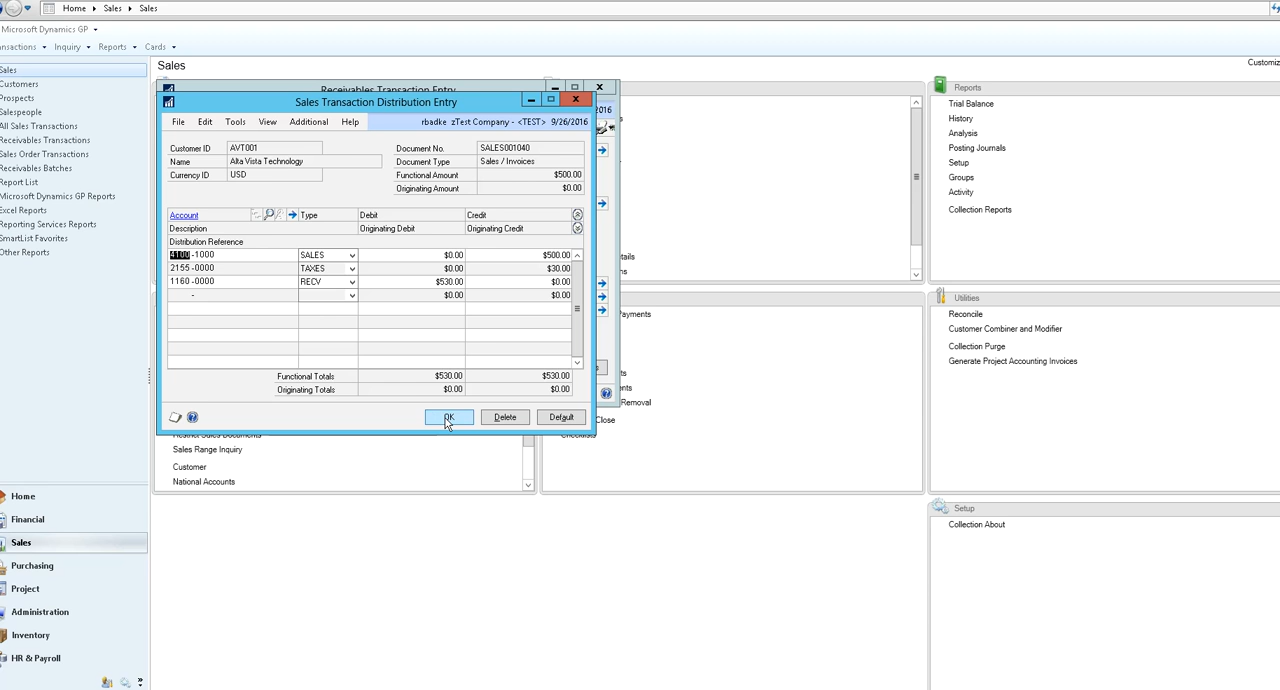 Home ▸ Sales ▸ Sales
Microsoft Dynamics GP
nsactions Inquiry Reports Cards
Sales
Customers
Prospects
Salespeople
All Sales Transactions
Receivables Transactions
Sales Order Transactions
Receivables Batches
Report List
Microsoft Dynamics GP Reports
Excel Reports
Reporting Services Reports
SmartList Favorites
Other Reports
Home
Financial
Sales
Purchasing
Project
Administration
Inventory
HR & Payroll
Sales
Customiz
Receivables Transaction Entry
2016
Sales Transaction Distribution Entry
File Edit Tools View Additional Help rbadke zTest Company - <TEST> 9/26/2016
Customer ID AVT001 Document No. SALES001040
Name Alta Vista Technology Document Type Sales / Invoices
Currency ID USD Functional Amount $500.00
Originating Amount $0.00
Account Type Debit Credit
Description Originating Debit Originating Credit
Distribution Reference
4100 -1000 SALES $0.00 $500.00
2155 -0000 TAXES $0.00 $30.00
1160 -0000 RECV $530.00 $0.00
- $0.00 $0.00
Functional Totals $530.00 $530.00
Originating Totals $0.00 $0.00
OK Delete Default
Restrict Sales Documents
Sales Range Inquiry
Customer
National Accounts
tails
ns
Payments
ts
ents
Removal
Close
Checklists
Reports
Trial Balance
History
Analysis
Posting Journals
Setup
Groups
Activity
Collection Reports
Utilities
Reconcile
Customer Combiner and Modifier
Collection Purge
Generate Project Accounting Invoices
Setup
Collection About